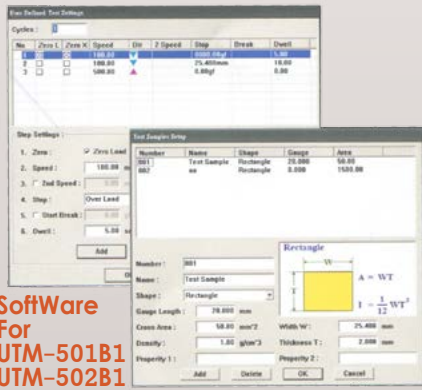 User Defined Test Settings
Cycles :
No Zero L Zero X Speed Dir 2 Speed Stop Break Dwell
1 100.00 5.00
2 100.00 25.400mm 10.00
3 500.00 0.00gf 0.00
Step Settings :
1. Zero : Zero Load
2. Speed : 100.00
3. 2nd Speed :
4. Stop : Over Load
5. Start Break :
6. Dwell : 5.00
Add
Test Samples Setup
Number Name Shape Gauge Area
001 Test Sample Rectangle 20.000 50.00
002 aa Rectangle 0.000 1500.00
Number : 001
Name : Test Sample
Shape : Rectangle
Gauge Length : 20.000 mm
Cross Area : 50.80 mm^2
Density : 1.00 g/cm^3
Property 1 :
Rectangle
W
T
A = WT
I = 1/12 WT³
Width W : 25.400 mm
Thickness T : 2.000 mm
Property 2 :
Add Delete OK Cancel
SoftWare
For
UTM-501B1
UTM-502B1